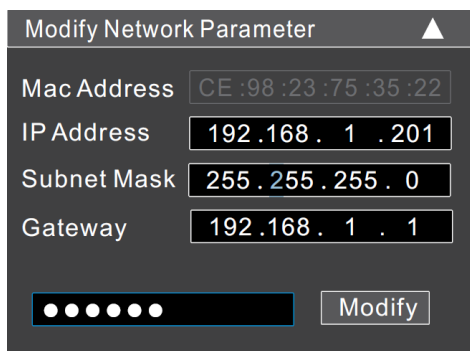 Modify Network Parameter ▲
Mac Address CE :98 :23 :75 :35 :22
IP Address 192 .168 . 1 .201
Subnet Mask 255 . 255 . 255 . 0
Gateway 192 .168 . 1 . 1
●●●●●● Modify